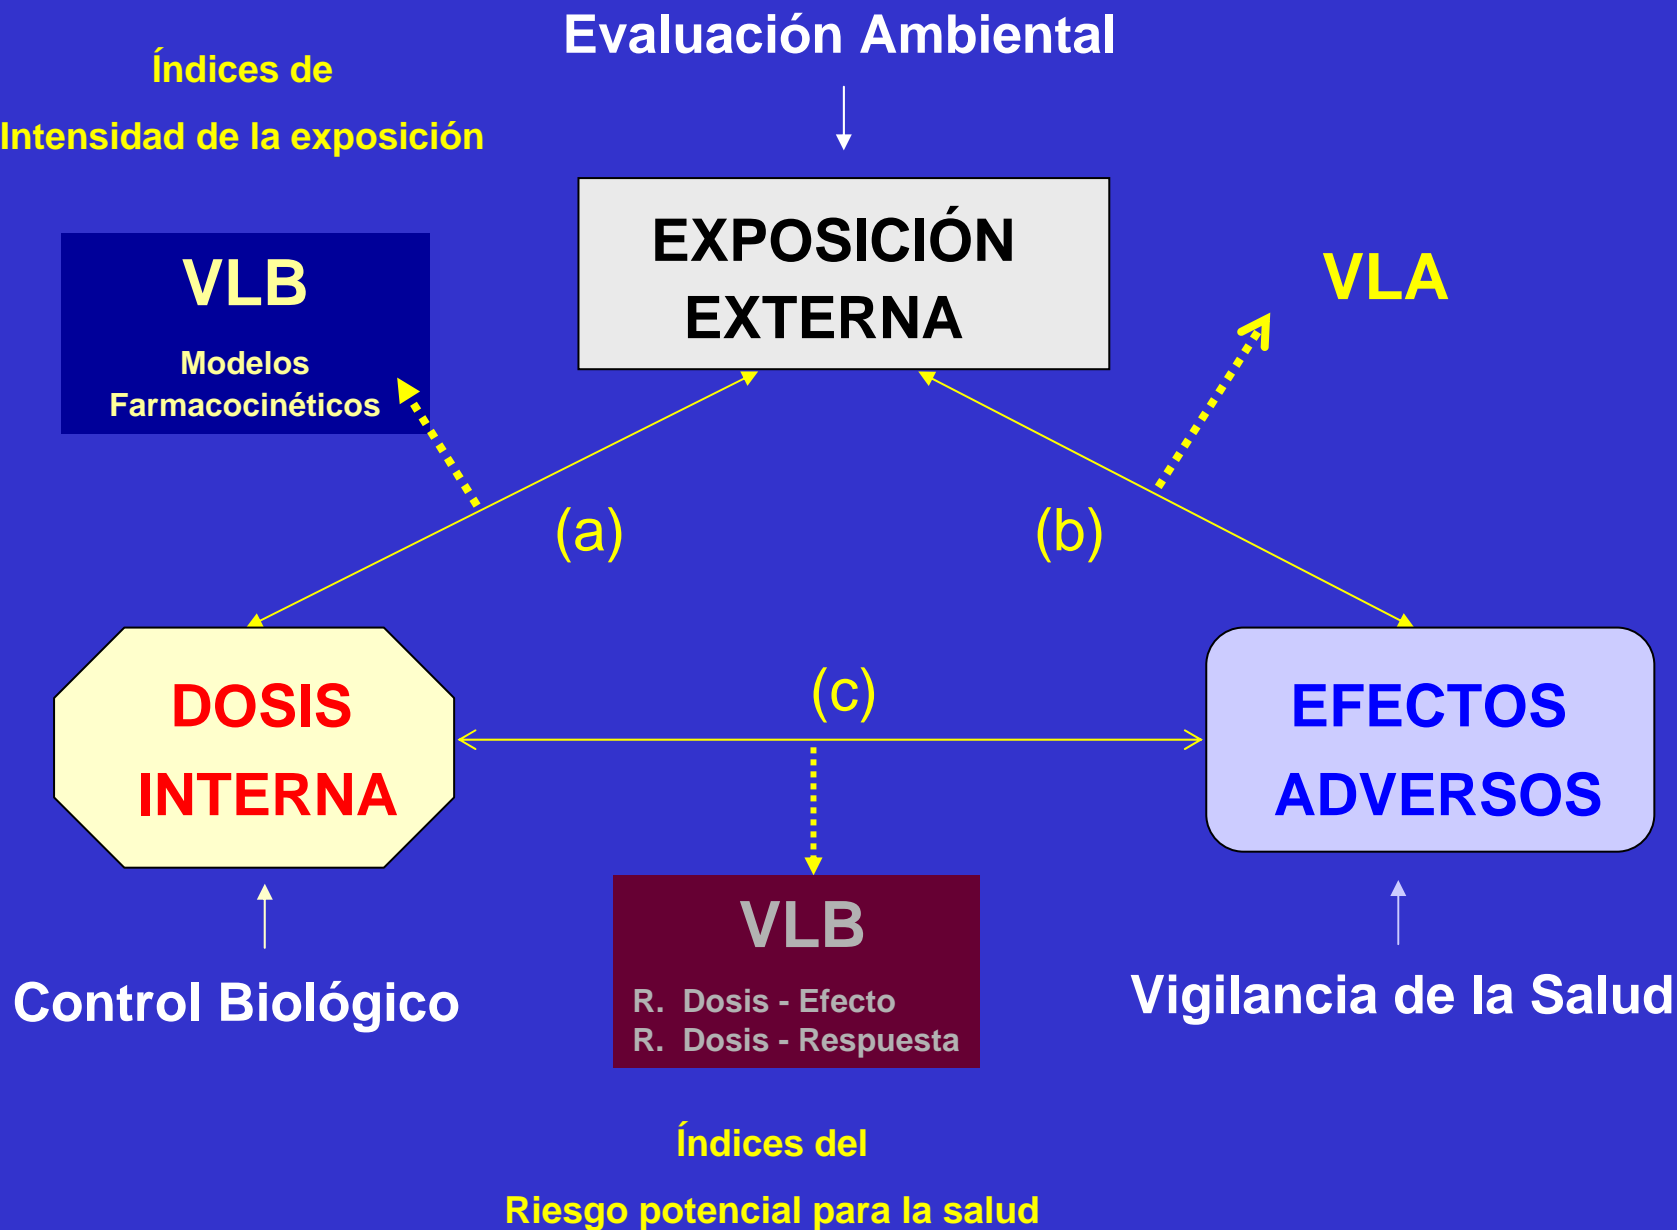 Evaluación Ambiental
Índices de
Intensidad de la exposición
EXPOSICIÓN
EXTERNA
VLB
Modelos
Farmacocinéticos
VLA
(a)
(b)
DOSIS
INTERNA
(c)
EFECTOS
ADVERSOS
VLB
R. Dosis - Efecto
R. Dosis - Respuesta
Control Biológico
Vigilancia de la Salud
Índices del
Riesgo potencial para la salud